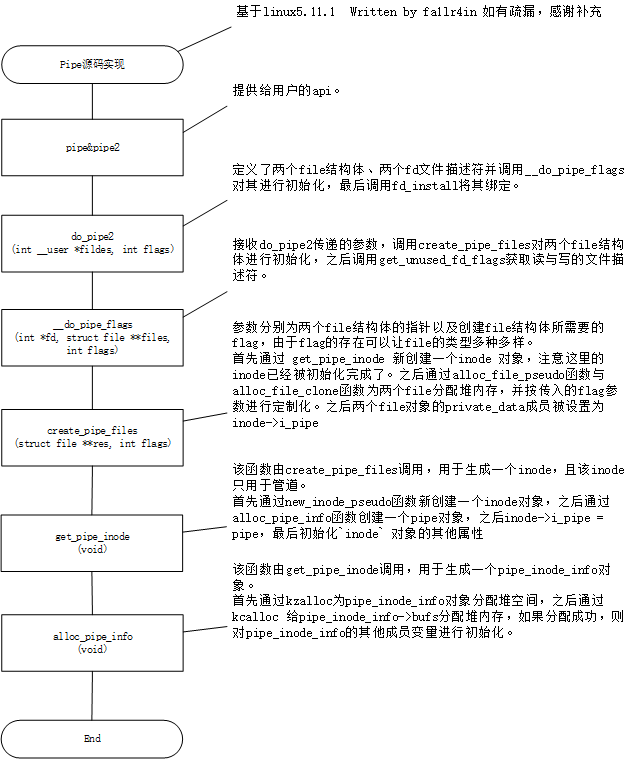 基于linux5.11.1  Written by fa1lr4in 如有疏漏，感谢补充
Pipe源码实现
提供给用户的api。
pipe&pipe2
定义了两个file结构体、两个fd文件描述符并调用__do_pipe_flags
对其进行初始化，最后调用fd_install将其绑定。
do_pipe2
(int __user *fildes, int flags)
接收do_pipe2传递的参数，调用create_pipe_files对两个file结构
体进行初始化，之后调用get_unused_fd_flags获取读与写的文件描
述符。
__do_pipe_flags
(int *fd, struct file **files,
int flags)
参数分别为两个file结构体的指针以及创建file结构体所需要的
flag，由于flag的存在可以让file的类型多种多样。
首先通过 get_pipe_inode 新创建一个inode 对象，注意这里的
inode已经被初始化完成了。之后通过alloc_file_pseudo函数与
alloc_file_clone函数为两个file分配堆内存，并按传入的flag参
数进行定制化。之后两个file对象的private_data成员被设置为
inode->i_pipe
create_pipe_files
(struct file **res, int flags)
该函数由create_pipe_files调用，用于生成一个inode，且该inode
只用于管道。
首先通过new_inode_pseudo函数新创建一个inode对象，之后通过
alloc_pipe_info函数创建一个pipe对象，之后inode->i_pipe =
pipe，最后初始化`inode` 对象的其他属性
get_pipe_inode
(void)
该函数由get_pipe_inode调用，用于生成一个pipe_inode_info对
象。
首先通过kzalloc为pipe_inode_info对象分配堆空间，之后通过
kcalloc 给pipe_inode_info->bufs分配堆内存，如果分配成功，则
对pipe_inode_info的其他成员变量进行初始化。
alloc_pipe_info
(void)
End